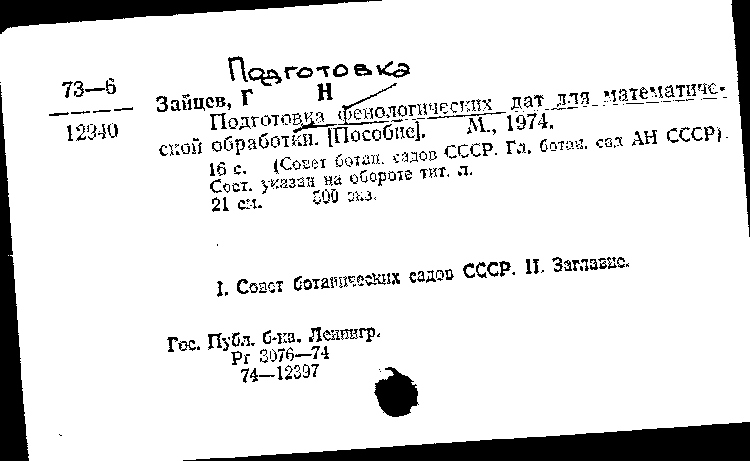 Подготовка
73—6
12940
Зайцев, Г Н
Подготовка фенологических дат для математиче-
ской обработки. [Пособие]. М., 1974.
16 с. (Совет ботан. садов СССР. Гл. ботан. сад АН СССР).
Сост. указан на обороте тит. л.
21 см. 500 экз.
I. Совет ботанических садов СССР. II. Заглавие.
Гос. Публ. б-ка. Ленингр.
Рг 3076—74
74—12397